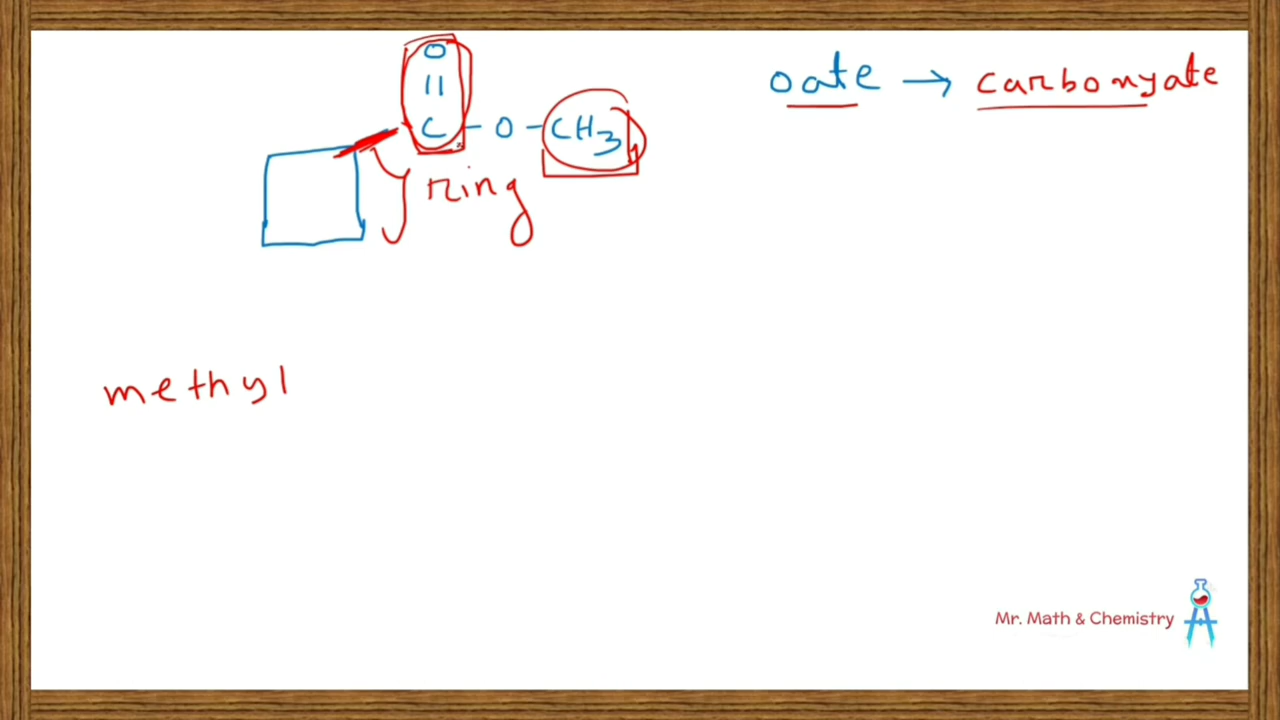 O
||
C - O - CH3
oate → carbonyate
ring
methyl
Mr. Math & Chemistry